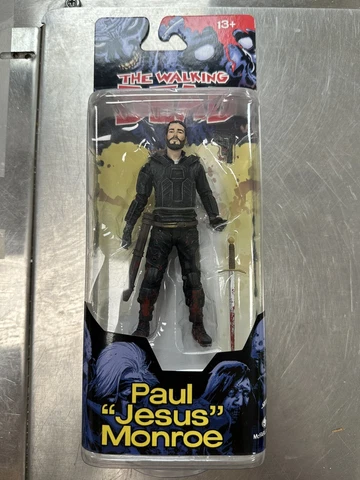 13+
THE WALKING
DEAD
Paul
"Jesus"
Monroe